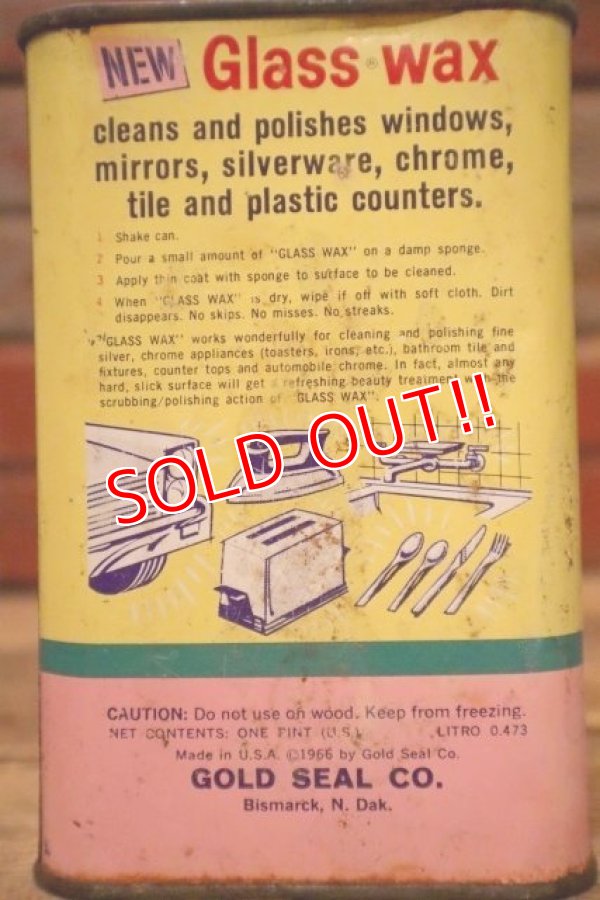 NEW Glass® wax
cleans and polishes windows,
mirrors, silverware, chrome,
tile and plastic counters.
1 Shake can.
2 Pour a small amount of "GLASS WAX" on a damp sponge.
3 Apply thin coat with sponge to surface to be cleaned.
4 When "GLASS WAX" is dry, wipe if off with soft cloth. Dirt
disappears. No skips. No misses. No streaks.
"GLASS WAX" works wonderfully for cleaning and polishing fine
silver, chrome appliances (toasters, irons, etc.), bathroom tile and
fixtures, counter tops and automobile chrome. In fact, almost any
hard, slick surface will get a refreshing beauty treatment with the
scrubbing/polishing action of "GLASS WAX".
SOLD OUT!!
CAUTION: Do not use on wood. Keep from freezing.
NET CONTENTS: ONE PINT (U.S.) LITRO 0.473
Made in U.S.A. ©1966 by Gold Seal Co.
GOLD SEAL CO.
Bismarck, N. Dak.